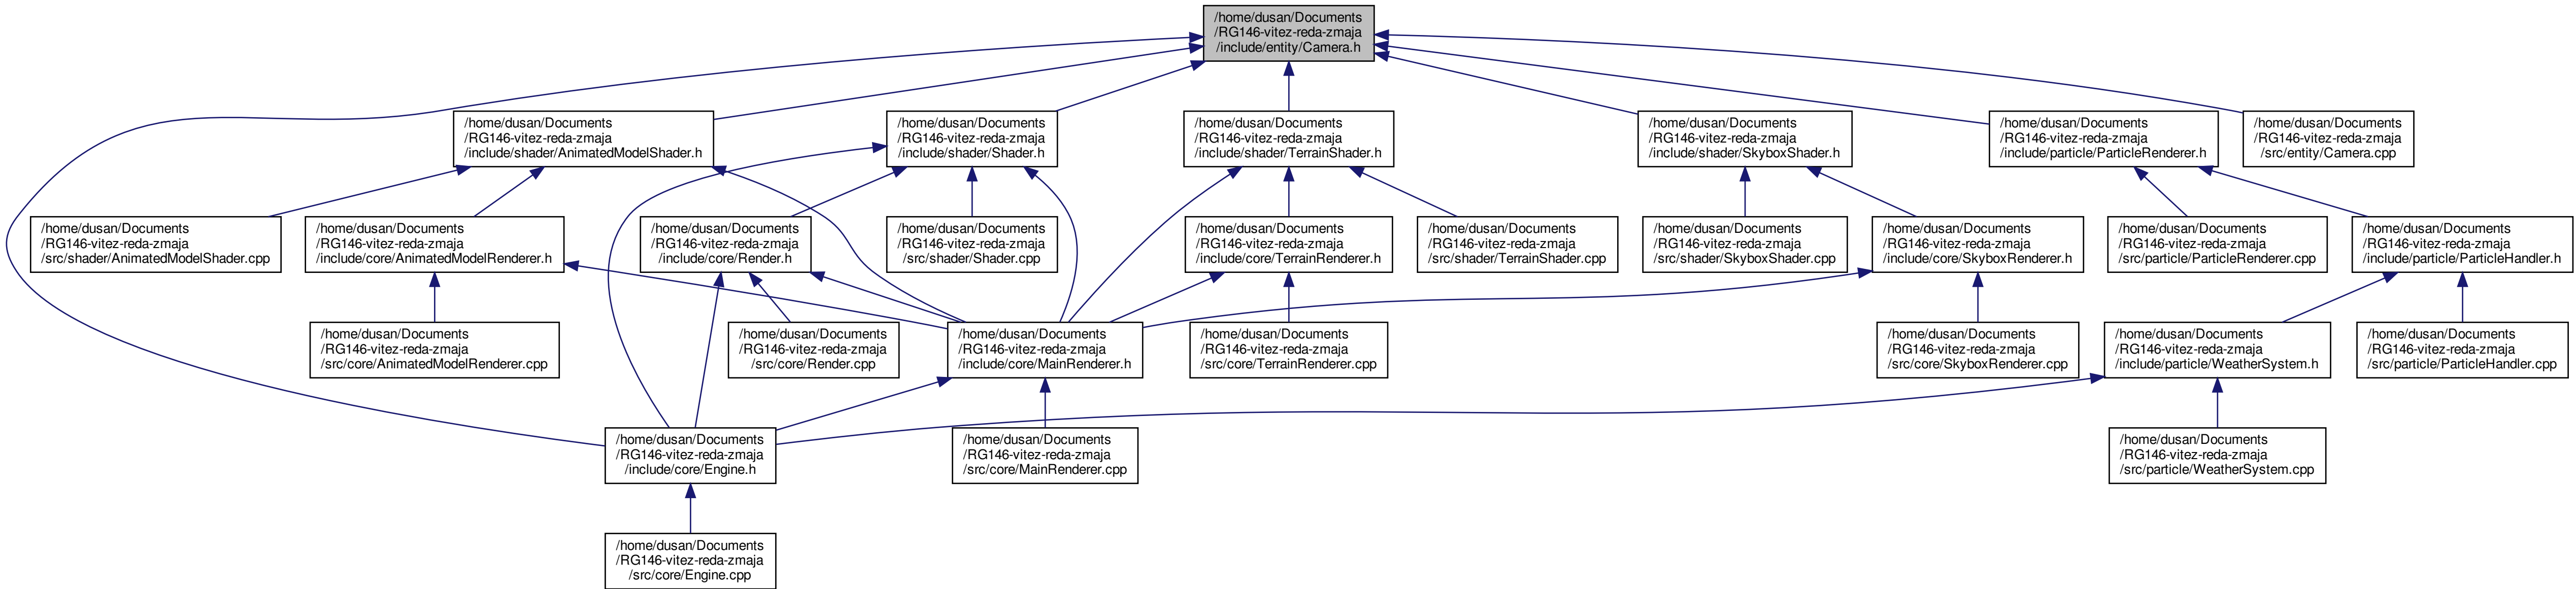 /home/dusan/Documents
/RG146-vitez-reda-zmaja
/include/entity/Camera.h
/home/dusan/Documents
/RG146-vitez-reda-zmaja
/include/shader/AnimatedModelShader.h
/home/dusan/Documents
/RG146-vitez-reda-zmaja
/include/shader/Shader.h
/home/dusan/Documents
/RG146-vitez-reda-zmaja
/include/shader/TerrainShader.h
/home/dusan/Documents
/RG146-vitez-reda-zmaja
/include/shader/SkyboxShader.h
/home/dusan/Documents
/RG146-vitez-reda-zmaja
/include/particle/ParticleRenderer.h
/home/dusan/Documents
/RG146-vitez-reda-zmaja
/src/entity/Camera.cpp
/home/dusan/Documents
/RG146-vitez-reda-zmaja
/src/shader/AnimatedModelShader.cpp
/home/dusan/Documents
/RG146-vitez-reda-zmaja
/include/core/AnimatedModelRenderer.h
/home/dusan/Documents
/RG146-vitez-reda-zmaja
/include/core/Render.h
/home/dusan/Documents
/RG146-vitez-reda-zmaja
/src/shader/Shader.cpp
/home/dusan/Documents
/RG146-vitez-reda-zmaja
/include/core/TerrainRenderer.h
/home/dusan/Documents
/RG146-vitez-reda-zmaja
/src/shader/TerrainShader.cpp
/home/dusan/Documents
/RG146-vitez-reda-zmaja
/src/shader/SkyboxShader.cpp
/home/dusan/Documents
/RG146-vitez-reda-zmaja
/include/core/SkyboxRenderer.h
/home/dusan/Documents
/RG146-vitez-reda-zmaja
/src/particle/ParticleRenderer.cpp
/home/dusan/Documents
/RG146-vitez-reda-zmaja
/include/particle/ParticleHandler.h
/home/dusan/Documents
/RG146-vitez-reda-zmaja
/src/core/AnimatedModelRenderer.cpp
/home/dusan/Documents
/RG146-vitez-reda-zmaja
/src/core/Render.cpp
/home/dusan/Documents
/RG146-vitez-reda-zmaja
/include/core/MainRenderer.h
/home/dusan/Documents
/RG146-vitez-reda-zmaja
/src/core/TerrainRenderer.cpp
/home/dusan/Documents
/RG146-vitez-reda-zmaja
/src/core/SkyboxRenderer.cpp
/home/dusan/Documents
/RG146-vitez-reda-zmaja
/include/particle/WeatherSystem.h
/home/dusan/Documents
/RG146-vitez-reda-zmaja
/src/particle/ParticleHandler.cpp
/home/dusan/Documents
/RG146-vitez-reda-zmaja
/include/core/Engine.h
/home/dusan/Documents
/RG146-vitez-reda-zmaja
/src/core/MainRenderer.cpp
/home/dusan/Documents
/RG146-vitez-reda-zmaja
/src/particle/WeatherSystem.cpp
/home/dusan/Documents
/RG146-vitez-reda-zmaja
/src/core/Engine.cpp